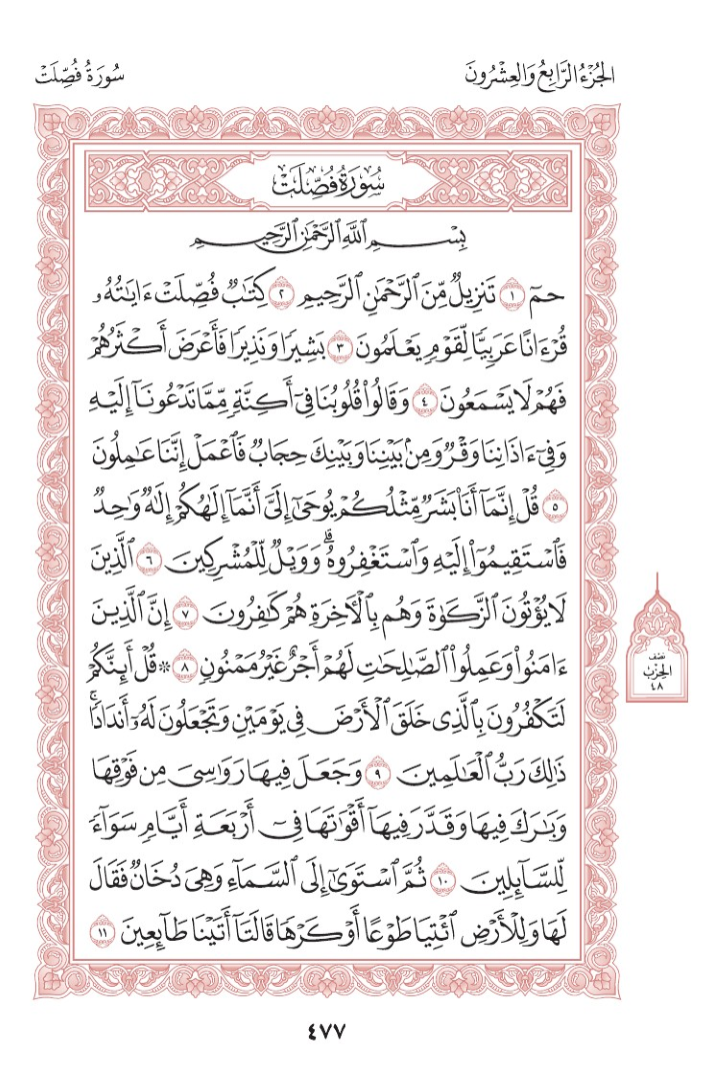 الجُزْءُ الرَّابِعُ وَالعِشْرُونَ
سُورَةُ فُصِّلَتْ
سُورَةُ فُصِّلَتْ
بِسْمِ ٱللَّهِ ٱلرَّحْمَٰنِ ٱلرَّحِيمِ
حمٓ ١ تَنزِيلٌ مِّنَ ٱلرَّحْمَٰنِ ٱلرَّحِيمِ ٢ كِتَٰبٌ فُصِّلَتْ ءَايَٰتُهُۥ
قُرْءَانًا عَرَبِيًّا لِّقَوْمٍ يَعْلَمُونَ ٣ بَشِيرًا وَنَذِيرًا فَأَعْرَضَ أَكْثَرُهُمْ
فَهُمْ لَا يَسْمَعُونَ ٤ وَقَالُوا۟ قُلُوبُنَا فِىٓ أَكِنَّةٍ مِّمَّا تَدْعُونَآ إِلَيْهِ
وَفِىٓ ءَاذَانِنَا وَقْرٌ وَمِنۢ بَيْنِنَا وَبَيْنِكَ حِجَابٌ فَٱعْمَلْ إِنَّنَا عَٰمِلُونَ
٥ قُلْ إِنَّمَآ أَنَا۠ بَشَرٌ مِّثْلُكُمْ يُوحَىٰٓ إِلَىَّ أَنَّمَآ إِلَٰهُكُمْ إِلَٰهٌ وَٰحِدٌ
فَٱسْتَقِيمُوٓا۟ إِلَيْهِ وَٱسْتَغْفِرُوهُ ۗ وَوَيْلٌ لِّلْمُشْرِكِينَ ٦ ٱلَّذِينَ
لَا يُؤْتُونَ ٱلزَّكَوٰةَ وَهُم بِٱلْءَاخِرَةِ هُمْ كَٰفِرُونَ ٧ إِنَّ ٱلَّذِينَ
ءَامَنُوا۟ وَعَمِلُوا۟ ٱلصَّٰلِحَٰتِ لَهُمْ أَجْرٌ غَيْرُ مَمْنُونٍ ٨ ۞ قُلْ أَئِنَّكُمْ
لَتَكْفُرُونَ بِٱلَّذِى خَلَقَ ٱلْأَرْضَ فِى يَوْمَيْنِ وَتَجْعَلُونَ لَهُۥٓ أَندَادًا ۚ
ذَٰلِكَ رَبُّ ٱلْعَٰلَمِينَ ٩ وَجَعَلَ فِيهَا رَوَٰسِىَ مِن فَوْقِهَا
وَبَٰرَكَ فِيهَا وَقَدَّرَ فِيهَآ أَقْوَٰتَهَا فِىٓ أَرْبَعَةِ أَيَّامٍ سَوَآءً
لِّلسَّآئِلِينَ ١٠ ثُمَّ ٱسْتَوَىٰٓ إِلَى ٱلسَّمَآءِ وَهِىَ دُخَانٌ فَقَالَ
لَهَا وَلِلْأَرْضِ ٱئْتِيَا طَوْعًا أَوْ كَرْهًا قَالَتَآ أَتَيْنَا طَآئِعِينَ ١١
نصف
الحِزْب
٤٨
٤٧٧